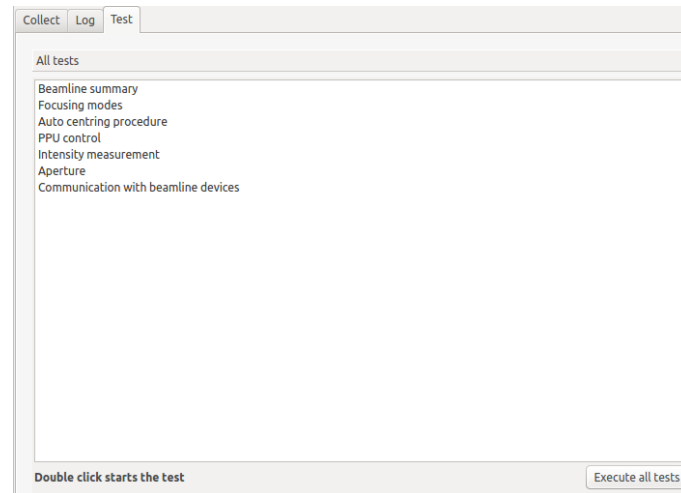 Collect Log Test
All tests
Beamline summary
Focusing modes
Auto centring procedure
PPU control
Intensity measurement
Aperture
Communication with beamline devices
Double click starts the test Execute all tests